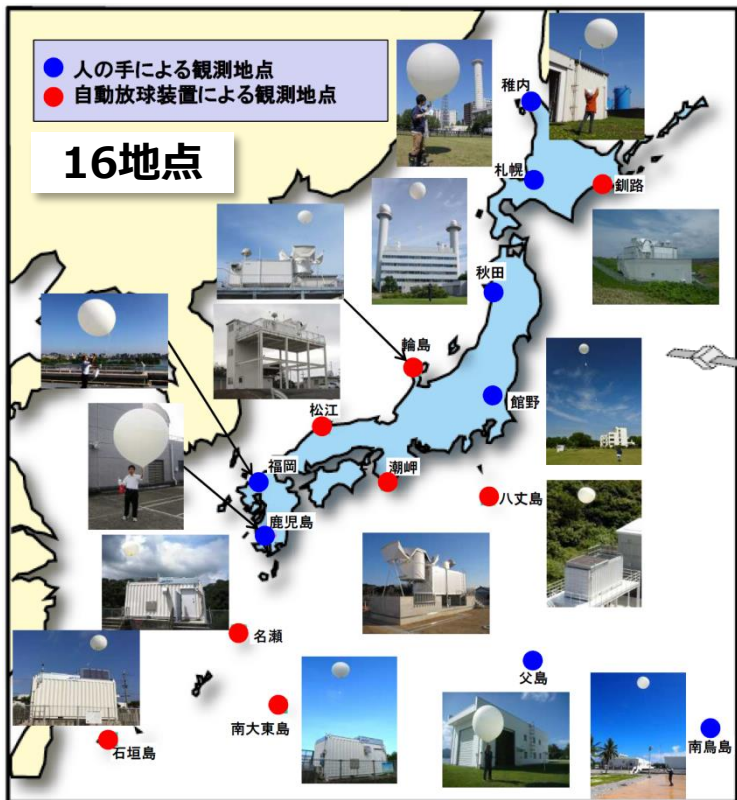 人の手による観測地点
自動放球装置による観測地点
16地点
稚内
札幌
釧路
秋田
輪島
館野
松江
福岡
潮岬
八丈島
鹿児島
名瀬
父島
南大東島
南鳥島
石垣島